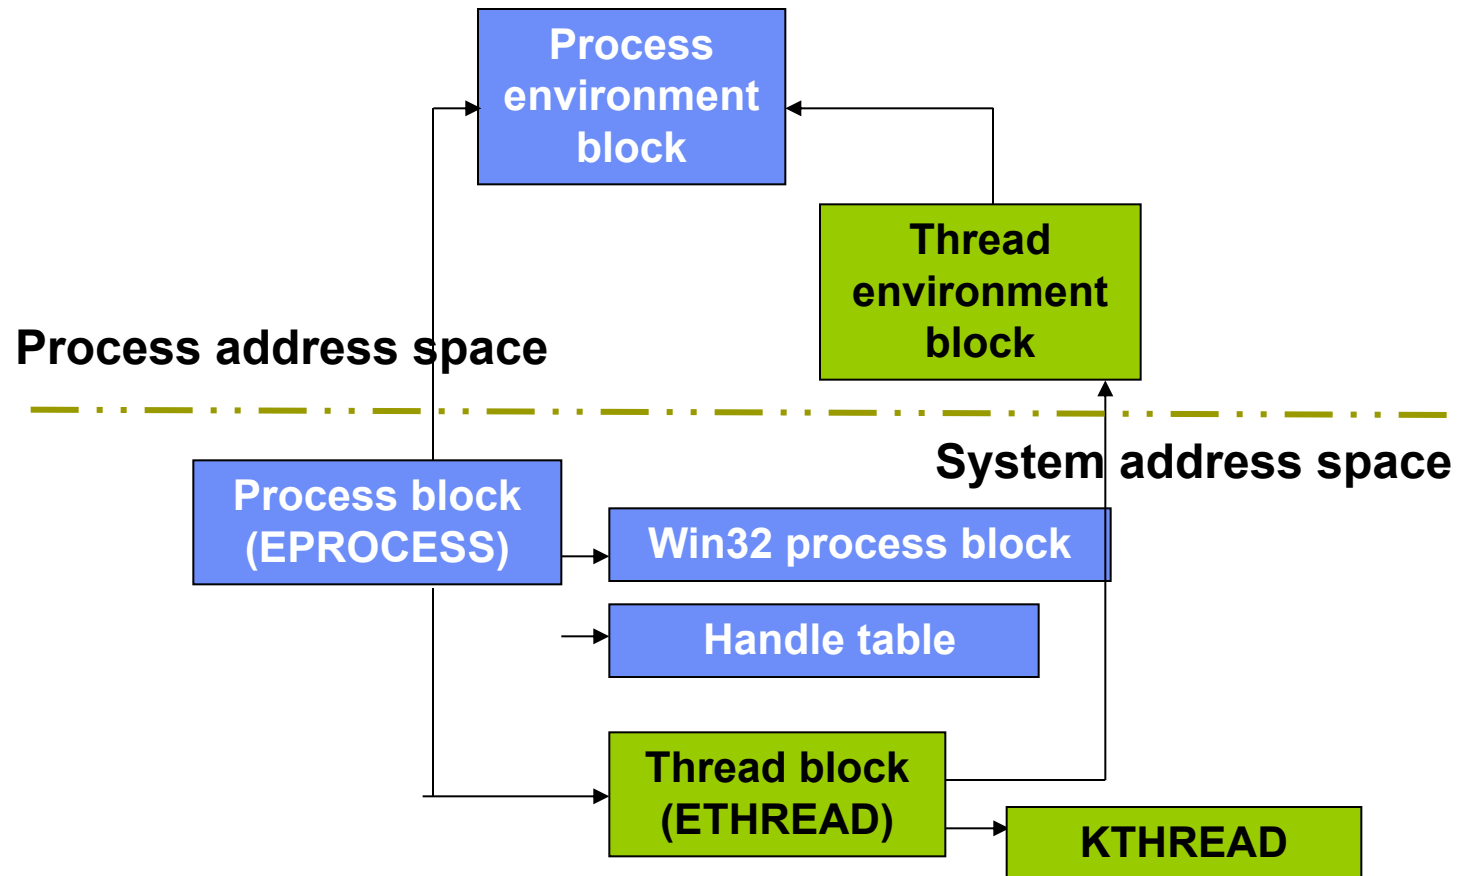 Process
environment
block
Thread
environment
block
Process address space
System address space
Process block
(EPROCESS)
Win32 process block
Handle table
Thread block
(ETHREAD)
KTHREAD